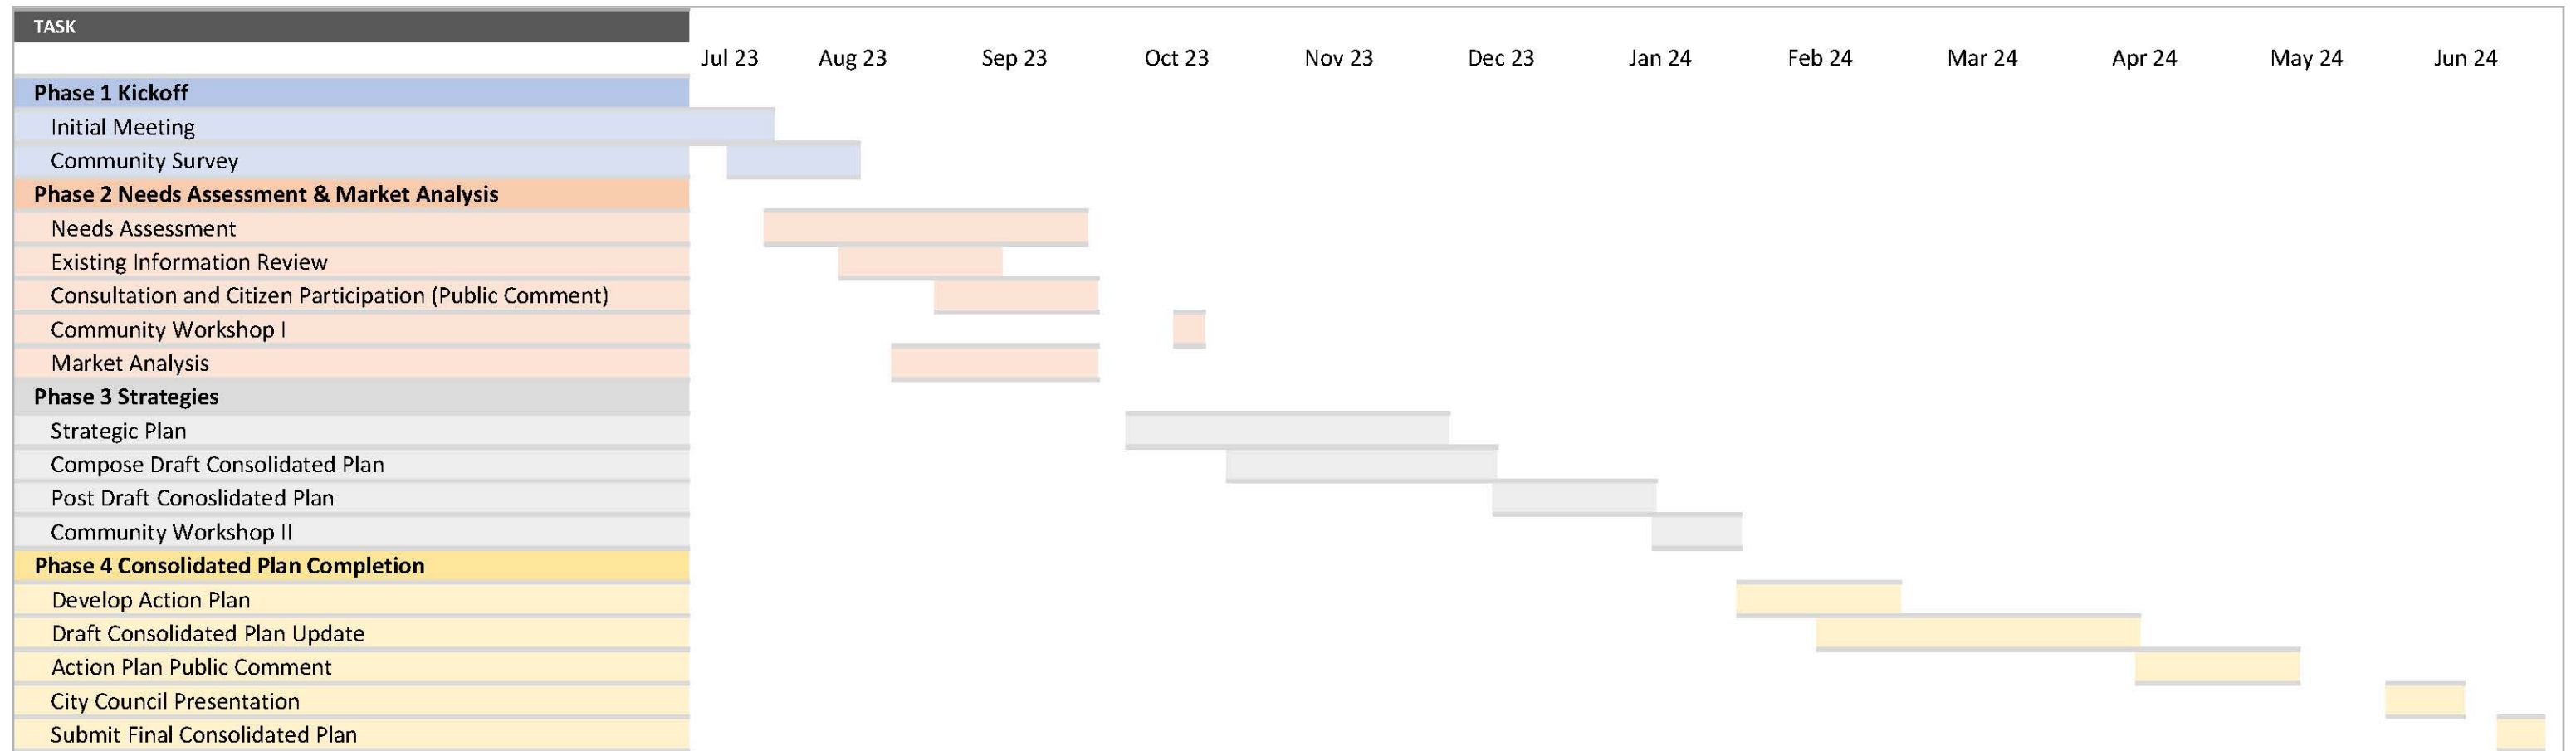 TASK
Jul 23 Aug 23 Sep 23 Oct 23 Nov 23 Dec 23 Jan 24 Feb 24 Mar 24 Apr 24 May 24 Jun 24
Phase 1 Kickoff
Initial Meeting
Community Survey
Phase 2 Needs Assessment & Market Analysis
Needs Assessment
Existing Information Review
Consultation and Citizen Participation (Public Comment)
Community Workshop I
Market Analysis
Phase 3 Strategies
Strategic Plan
Compose Draft Consolidated Plan
Post Draft Conoslidated Plan
Community Workshop II
Phase 4 Consolidated Plan Completion
Develop Action Plan
Draft Consolidated Plan Update
Action Plan Public Comment
City Council Presentation
Submit Final Consolidated Plan